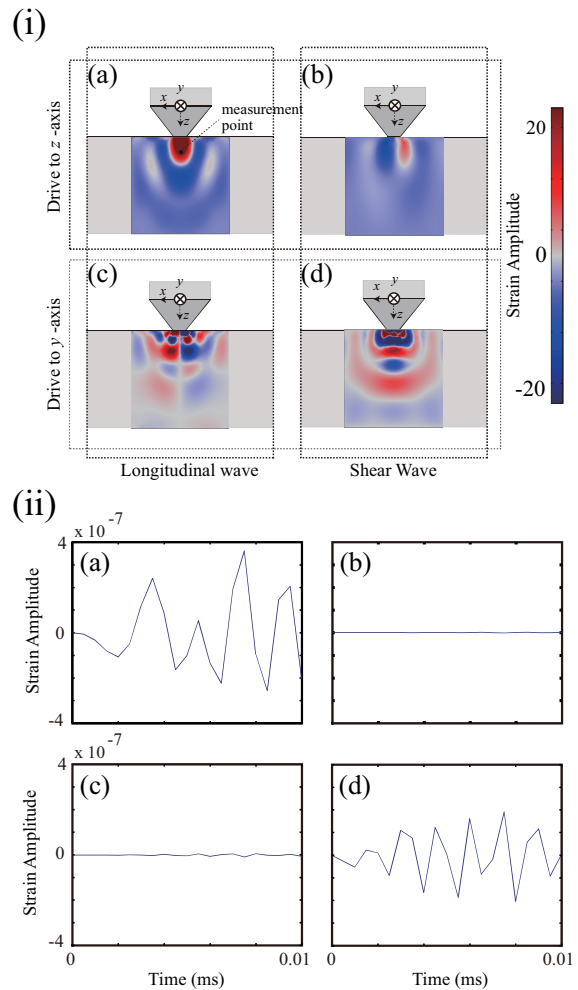 (i)
(a)
(b)
y
x
z
measurement
point
y
x
z
Drive to z -axis
(c)
(d)
y
x
z
y
x
z
Drive to y -axis
Longitudinal wave
Shear Wave
20
0
-20
Strain Amplitude
(ii)
x 10 -7
4
(a)
(b)
0
-4
Strain Amplitude
x 10 -7
4
(c)
(d)
0
-4
Strain Amplitude
0
0.01
0
0.01
Time (ms)
Time (ms)